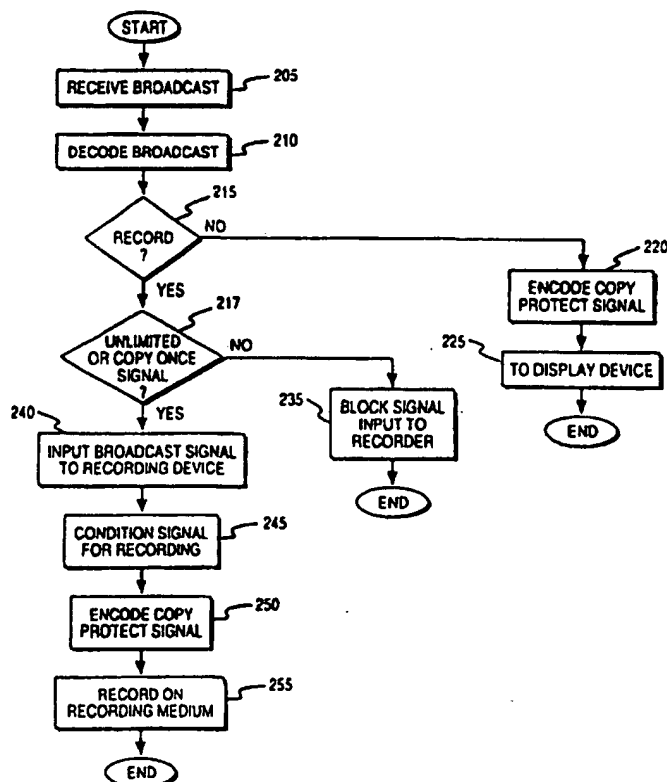 START
RECEIVE BROADCAST
205
DECODE BROADCAST
210
215
RECORD
?
NO
YES
220
ENCODE COPY
PROTECT SIGNAL
225
TO DISPLAY DEVICE
END
217
UNLIMITED
OR COPY ONCE
SIGNAL
?
NO
YES
235
BLOCK SIGNAL
INPUT TO
RECORDER
END
240
INPUT BROADCAST SIGNAL
TO RECORDING DEVICE
CONDITION SIGNAL
FOR RECORDING
245
ENCODE COPY
PROTECT SIGNAL
250
RECORD ON
RECORDING MEDIUM
255
END